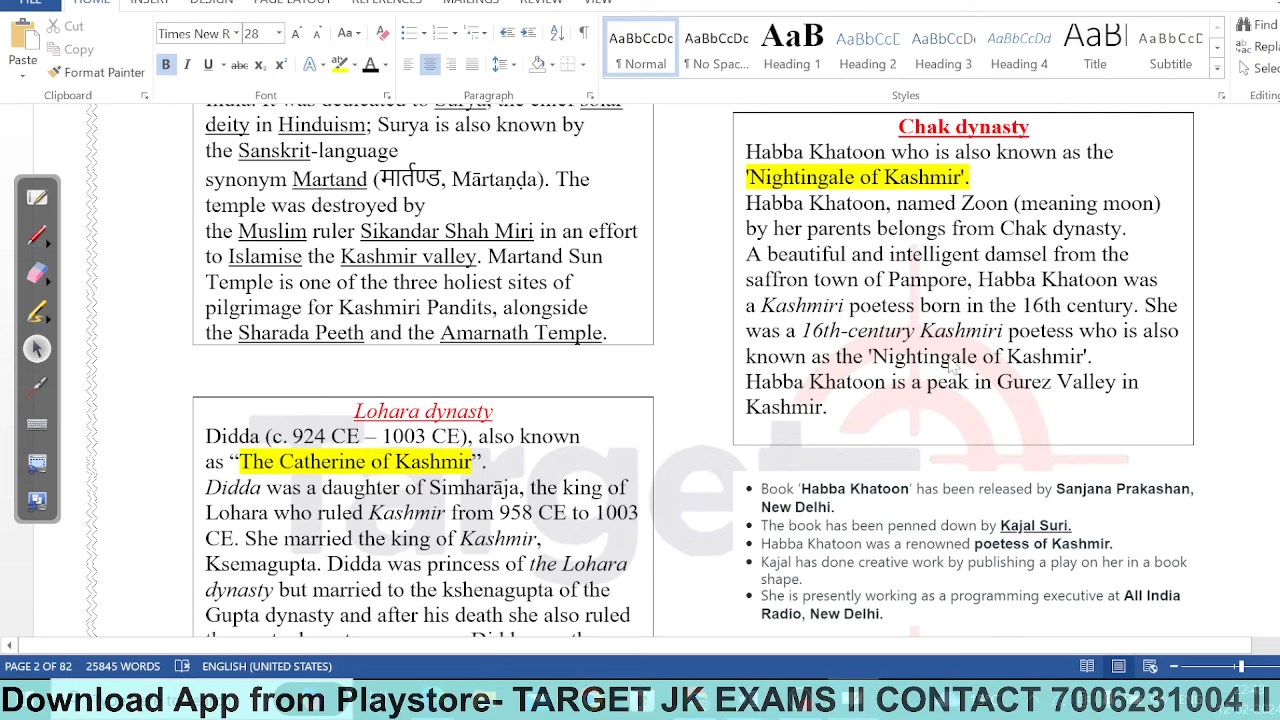 FILE HOME INSERT DESIGN PAGE LAYOUT REFERENCES MAILINGS REVIEW VIEW
Cut
Copy
Format Painter
Paste
Times New R 28
Clipboard Font Paragraph Styles Editing
AaBbCcDc AaBbCcDc AaB AaBbCcD AaBbCcDc AaBbCcDd AaB AaBbCcD
¶ Normal ¶ No Spac... Heading 1 Heading 2 Heading 3 Heading 4 Title Subtitle
Find
Repl
Selec
India. It was dedicated to Surya, the chief solar
deity in Hinduism; Surya is also known by
the Sanskrit-language
synonym Martand (मार्तण्ड, Mārtaṇḍa). The
temple was destroyed by
the Muslim ruler Sikandar Shah Miri in an effort
to Islamise the Kashmir valley. Martand Sun
Temple is one of the three holiest sites of
pilgrimage for Kashmiri Pandits, alongside
the Sharada Peeth and the Amarnath Temple.
Lohara dynasty
Didda (c. 924 CE – 1003 CE), also known
as “The Catherine of Kashmir”.
Didda was a daughter of Simharāja, the king of
Lohara who ruled Kashmir from 958 CE to 1003
CE. She married the king of Kashmir,
Ksemagupta. Didda was princess of the Lohara
dynasty but married to the kshenagupta of the
Gupta dynasty and after his death she also ruled
Chak dynasty
Habba Khatoon who is also known as the
'Nightingale of Kashmir'.
Habba Khatoon, named Zoon (meaning moon)
by her parents belongs from Chak dynasty.
A beautiful and intelligent damsel from the
saffron town of Pampore, Habba Khatoon was
a Kashmiri poetess born in the 16th century. She
was a 16th-century Kashmiri poetess who is also
known as the 'Nightingale of Kashmir'.
Habba Khatoon is a peak in Gurez Valley in
Kashmir.
• Book ‘Habba Khatoon’ has been released by Sanjana Prakashan,
New Delhi.
• The book has been penned down by Kajal Suri.
• Habba Khatoon was a renowned poetess of Kashmir.
• Kajal has done creative work by publishing a play on her in a book
shape.
• She is presently working as a programming executive at All India
Radio, New Delhi.
Target
PAGE 2 OF 82 25845 WORDS ENGLISH (UNITED STATES)
Download App from Playstore- TARGET JK EXAMS II CONTACT 7006231004 II